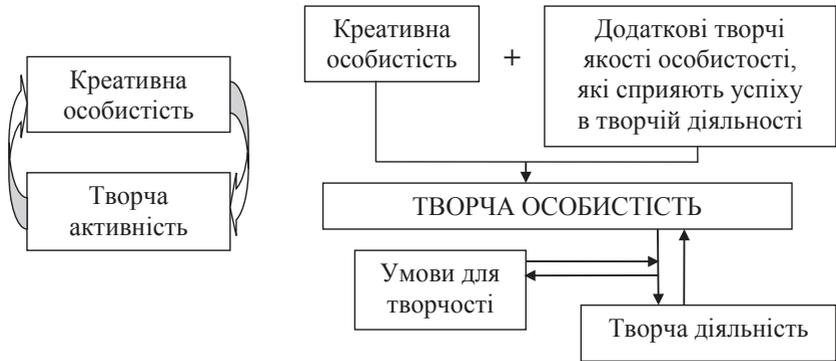 Креативна
особистість
Творча
активність
Креативна
особистість
+
Додаткові творчі
якості особистості,
які сприяють успіху
в творчій діяльності
ТВОРЧА ОСОБИСТІСТЬ
Умови для
творчості
Творча діяльність